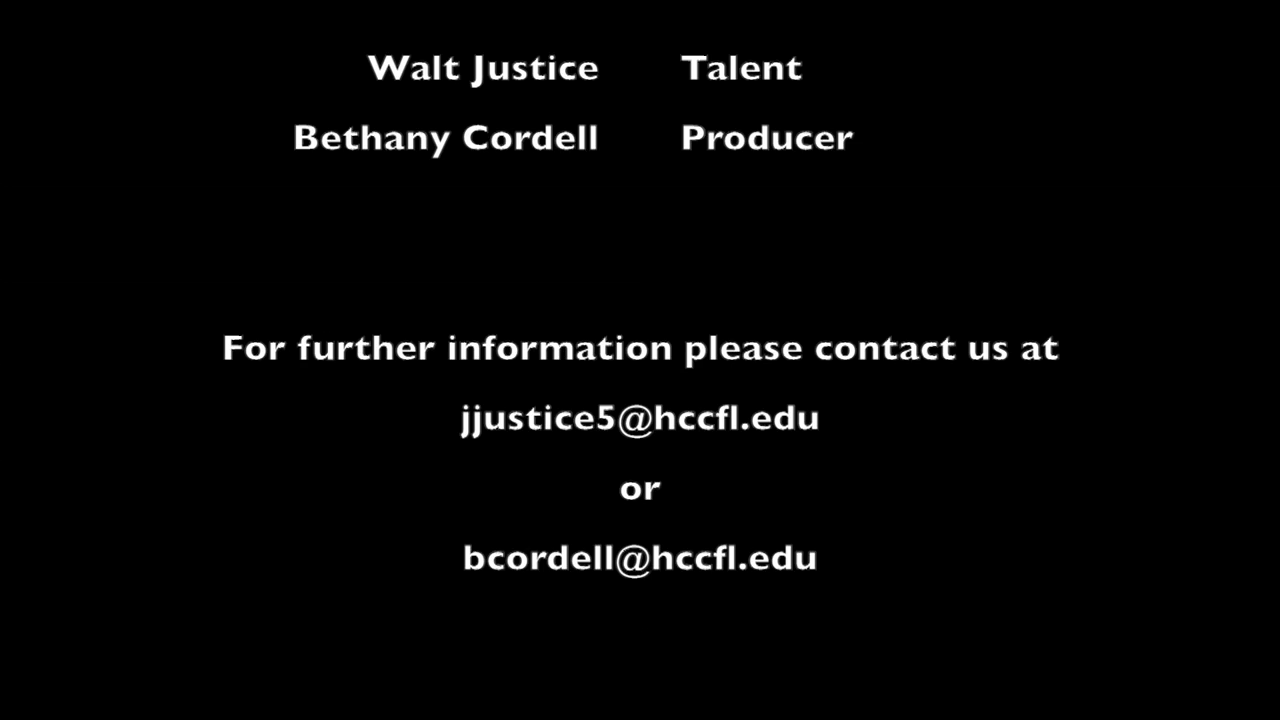 Walt Justice Talent
Bethany Cordell Producer
For further information please contact us at
jjustice5@hccfl.edu
or
bcordell@hccfl.edu